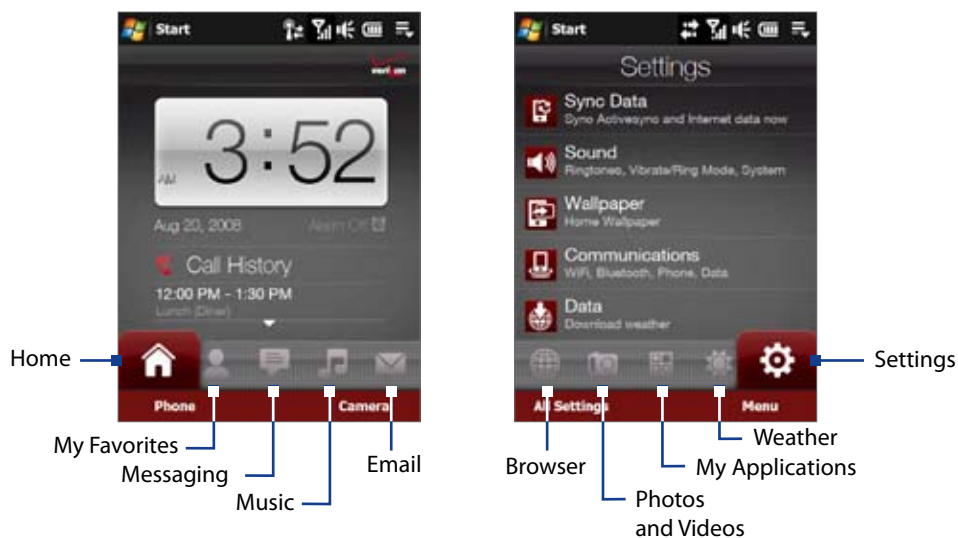 Start
verizon
3:52
AM
Aug 20, 2008
Alarm Off
Call History
12:00 PM - 1:30 PM
Lunch (Diner)
Phone
Camera
Home
My Favorites
Messaging
Music
Email
Start
Settings
Sync Data
Sync Activesync and Internet data now
Sound
Ringtones, Vibrate/Ring Mode, System
Wallpaper
Home Wallpaper
Communications
WiFi, Bluetooth, Phone, Data
Data
Download weather
All Settings
Menu
Settings
Weather
Browser
My Applications
Photos
and Videos